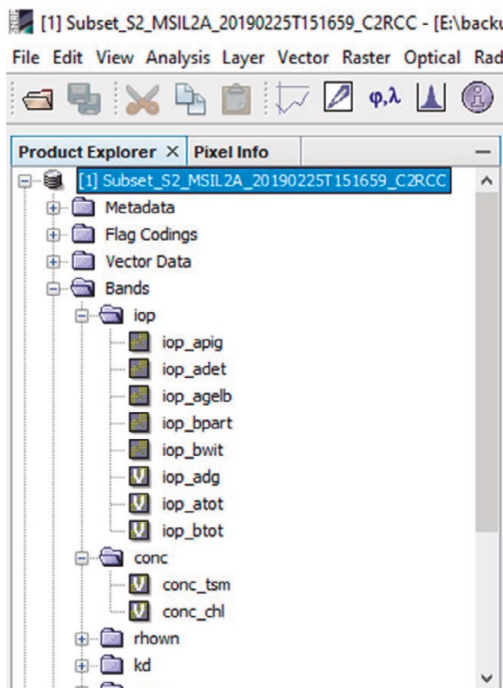 [1] Subset_S2_MSIL2A_20190225T151659_C2RCC - [E:\backu
File Edit View Analysis Layer Vector Raster Optical Rad
φ,λ
Product Explorer × Pixel Info
[1] Subset_S2_MSIL2A_20190225T151659_C2RCC
Metadata
Flag Codings
Vector Data
Bands
iop
iop_apig
iop_adet
iop_agelb
iop_bpart
iop_bwit
iop_adg
iop_atot
iop_btot
conc
conc_tsm
conc_chl
rhown
kd